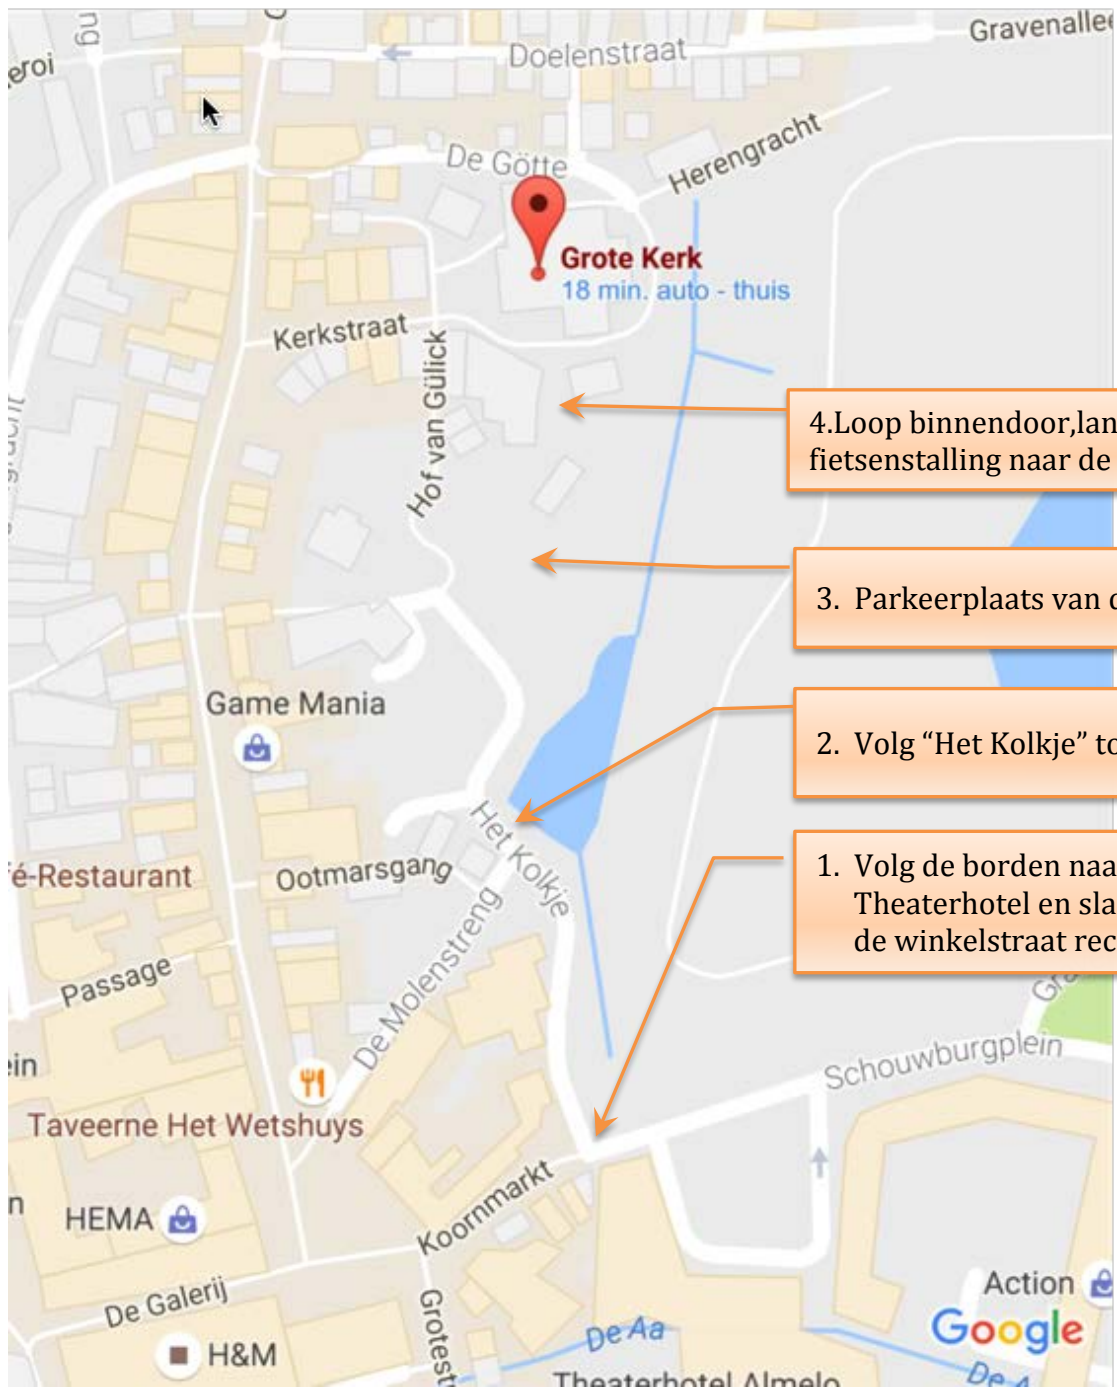 Doelenstraat
Gravenallee
De Götte
Herengracht
Grote Kerk
18 min. auto - thuis
Kerkstraat
Hof van Gülick
4.Loop binnendoor,lan
fietsenstalling naar de
3. Parkeerplaats van
Game Mania
2. Volg “Het Kolkje”
Het Kolkje
1. Volg de borden naa
Theaterhotel en sla
de winkelstraat rec
é-Restaurant
Ootmarsgang
Passage
De Molenstreng
Schouwburgplein
Taveerne Het Wetshuys
Koornmarkt
HEMA
De Galerij
H&M
Grotest
De Aa
Theaterhotel Almelo
Action
Google
De A